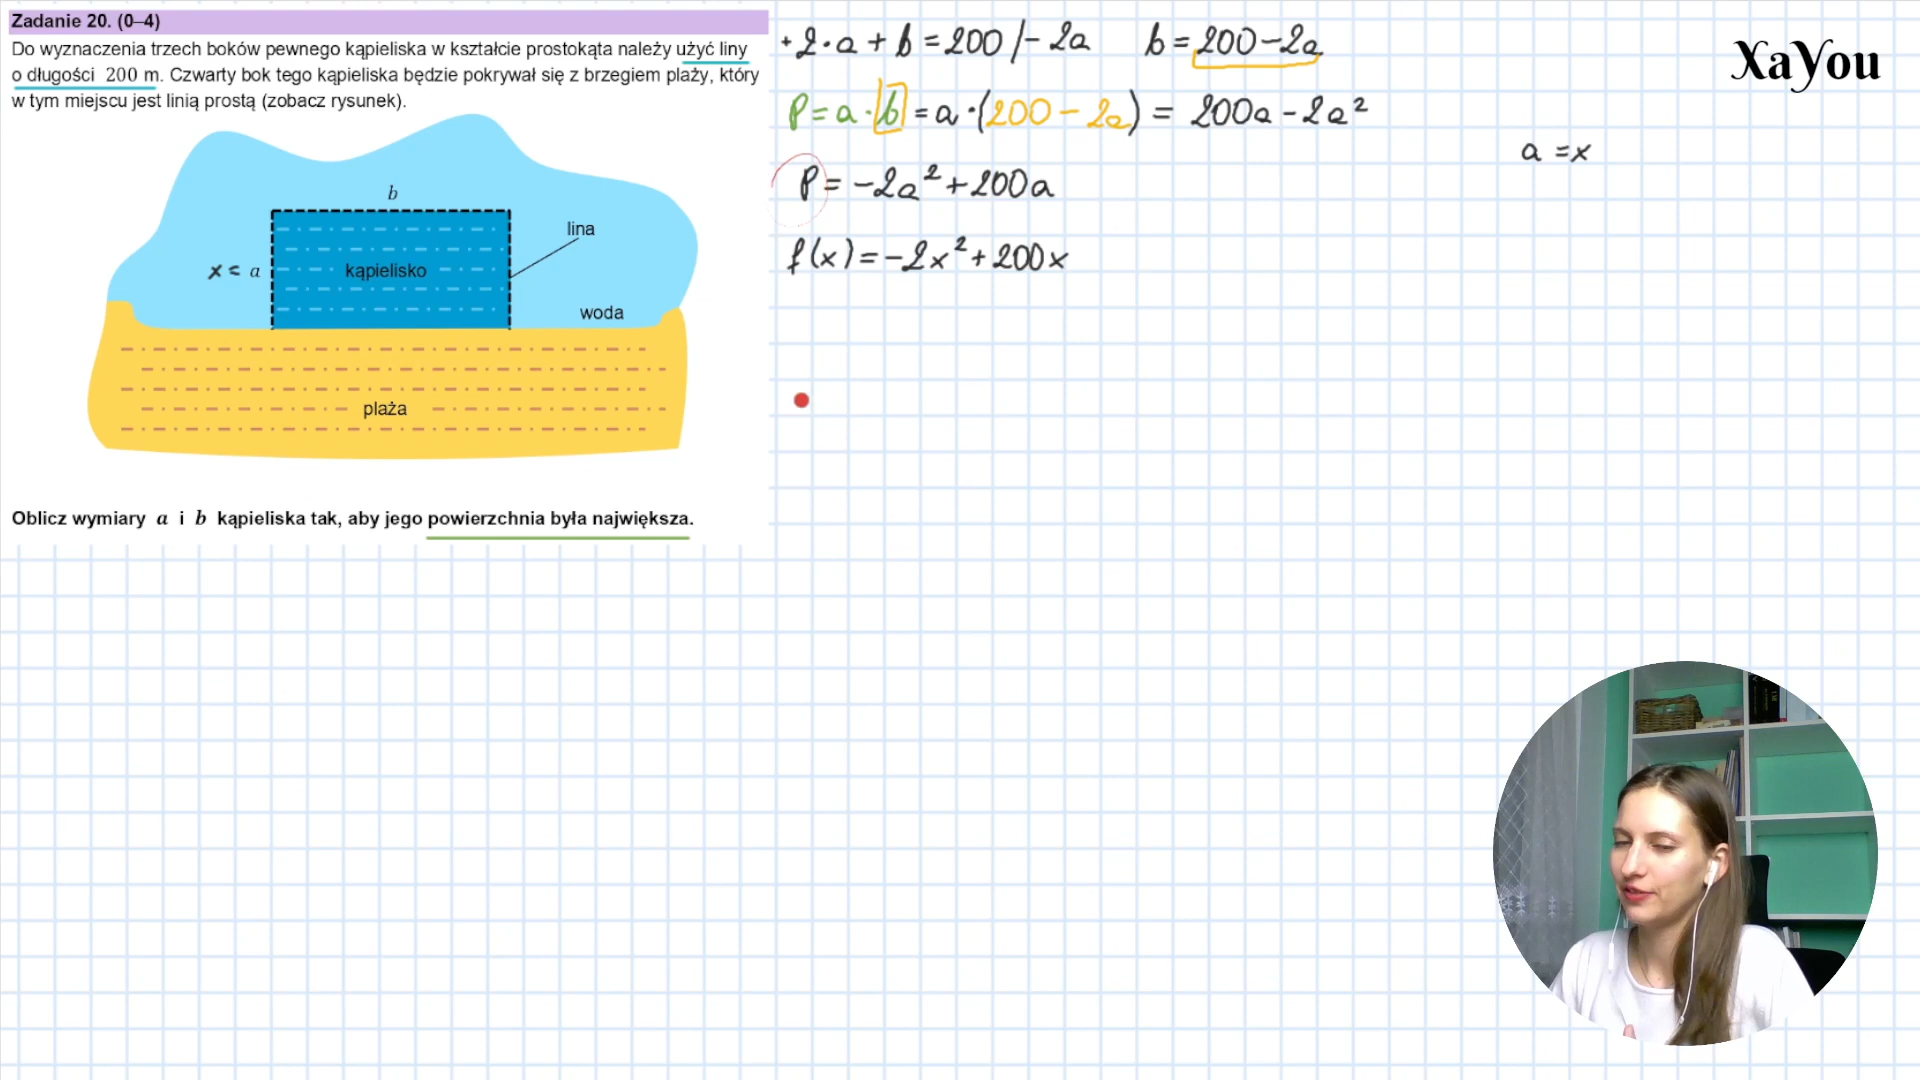 Zadanie 20. (0–4)
Do wyznaczenia trzech boków pewnego kąpieliska w kształcie prostokąta należy użyć liny
o długości 200 m. Czwarty bok tego kąpieliska będzie pokrywał się z brzegiem plaży, który
w tym miejscu jest linią prostą (zobacz rysunek).
b
lina
x = a
kąpielisko
woda
plaża
Oblicz wymiary a i b kąpieliska tak, aby jego powierzchnia była największa.
+2·a + b = 200 /- 2a
b = 200-2a
P = a · b = a ·(200 - 2a) = 200a - 2a²
a = x
P = -2a² + 200a
f(x) = -2x² + 200x
XaYou